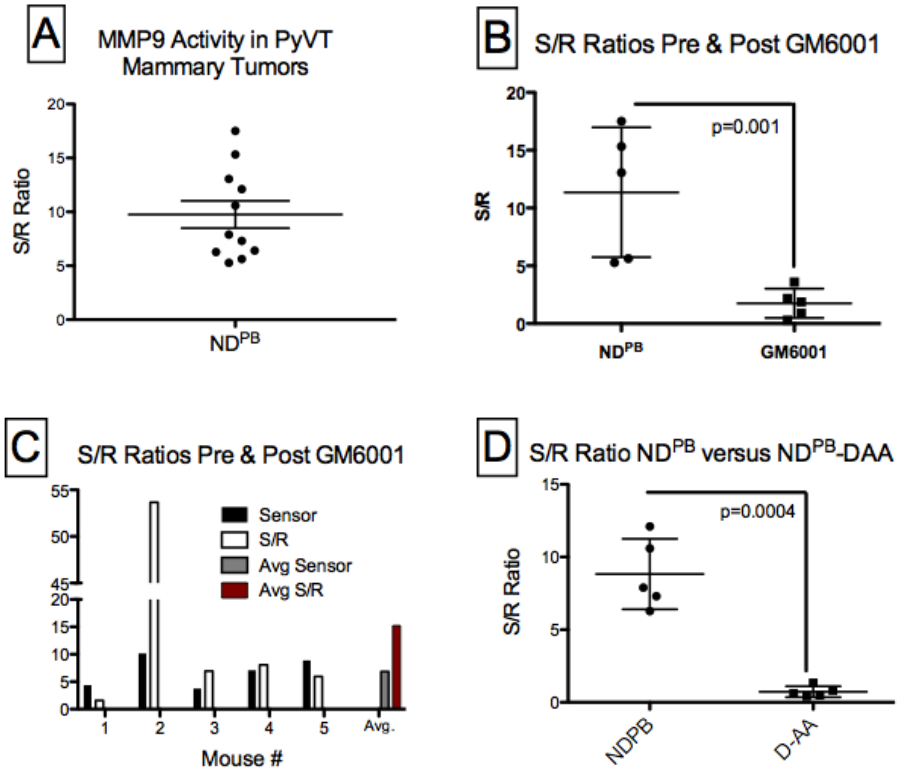 A
MMP9 Activity in PyVT
Mammary Tumors
20
15
10
5
0
S/R Ratio
ND^PB
B
S/R Ratios Pre & Post GM6001
20
15
10
5
0
S/R
p=0.001
ND^PB
GM6001
C
S/R Ratios Pre & Post GM6001
55
50
45
20
15
10
5
0
Sensor
S/R
Avg Sensor
Avg S/R
1 2 3 4 5 Avg.
Mouse #
D
S/R Ratio ND^PB versus ND^PB-DAA
15
10
5
0
S/R Ratio
p=0.0004
NDPB
D-AA